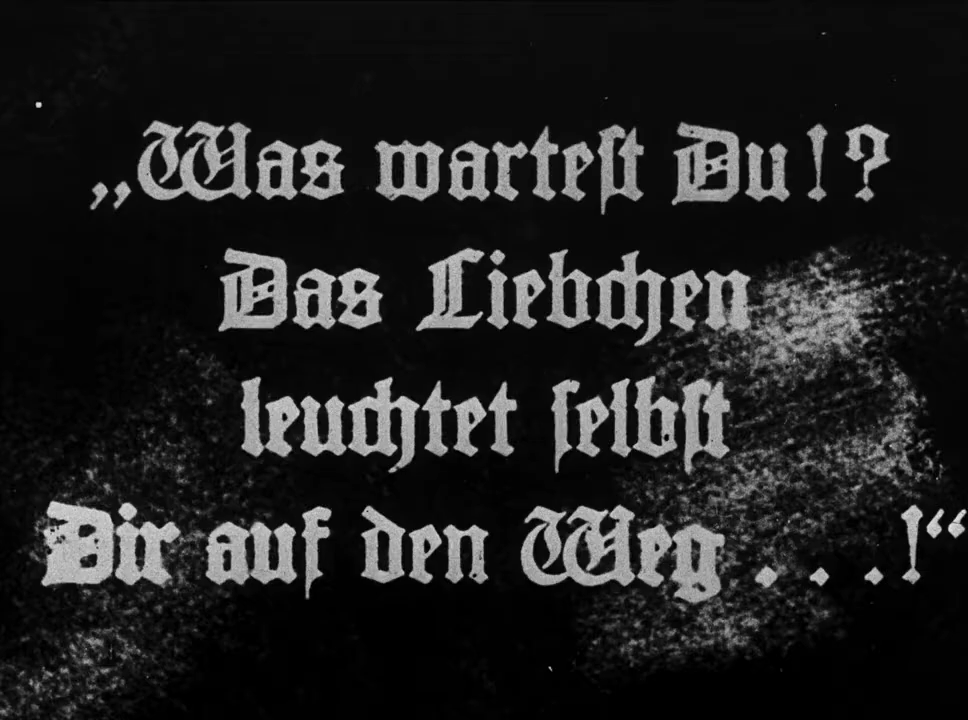 „Was wartest Du!?
Das Liebchen
leuchtet selbst
Dir auf den Weg . . .!“